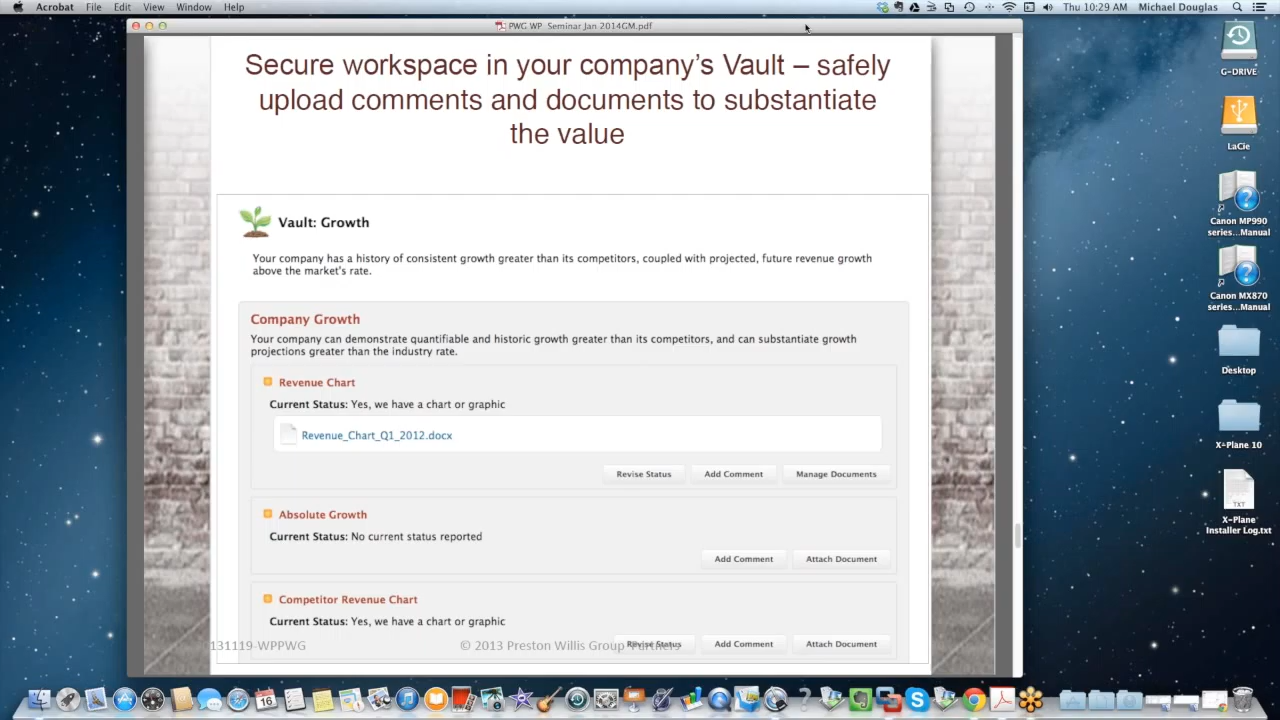 Acrobat File Edit View Window Help
Thu 10:29 AM Michael Douglas
PWG WP Seminar Jan 2014GM.pdf
Secure workspace in your company's Vault – safely
upload comments and documents to substantiate
the value
Vault: Growth
Your company has a history of consistent growth greater than its competitors, coupled with projected, future revenue growth
above the market's rate.
Company Growth
Your company can demonstrate quantifiable and historic growth greater than its competitors, and can substantiate growth
projections greater than the industry rate.
Revenue Chart
Current Status: Yes, we have a chart or graphic
Revenue_Chart_Q1_2012.docx
Revise Status Add Comment Manage Documents
Absolute Growth
Current Status: No current status reported
Add Comment Attach Document
Competitor Revenue Chart
Current Status: Yes, we have a chart or graphic
Revise Status Add Comment Attach Document
131119-WPPWG © 2013 Preston Willis Group Partners
G-DRIVE
LaCie
Canon MP990
series...Manual
Canon MX870
series...Manual
Desktop
X-Plane 10
TXT
X-Plane
Installer Log.txt
16